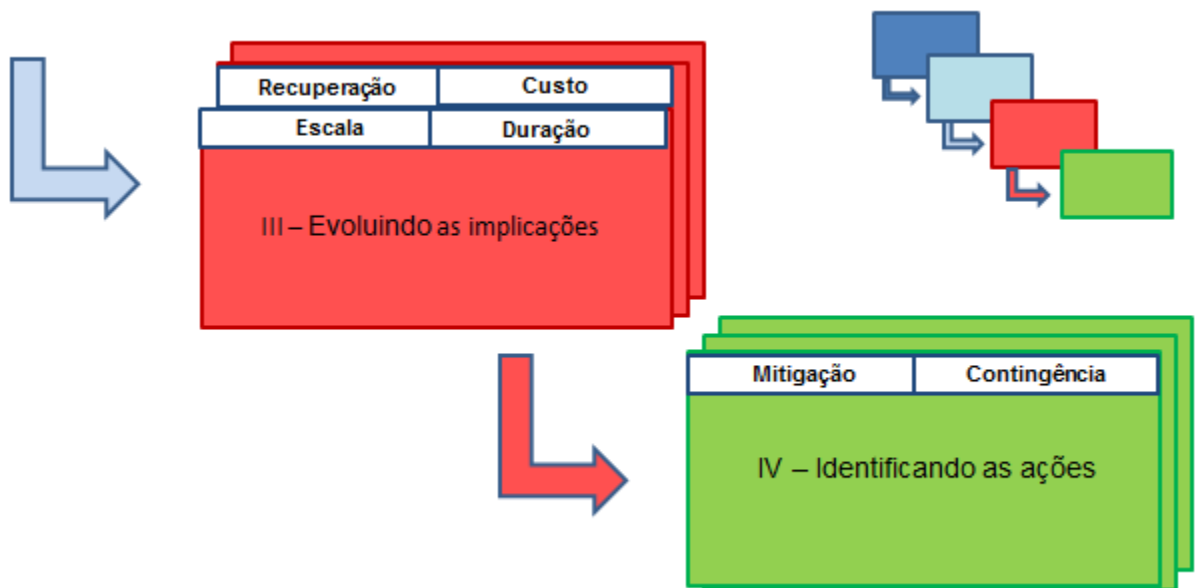 Recuperação Custo
Escala Duração
III – Evoluindo as implicações
Mitigação Contingência
IV – Identificando as ações